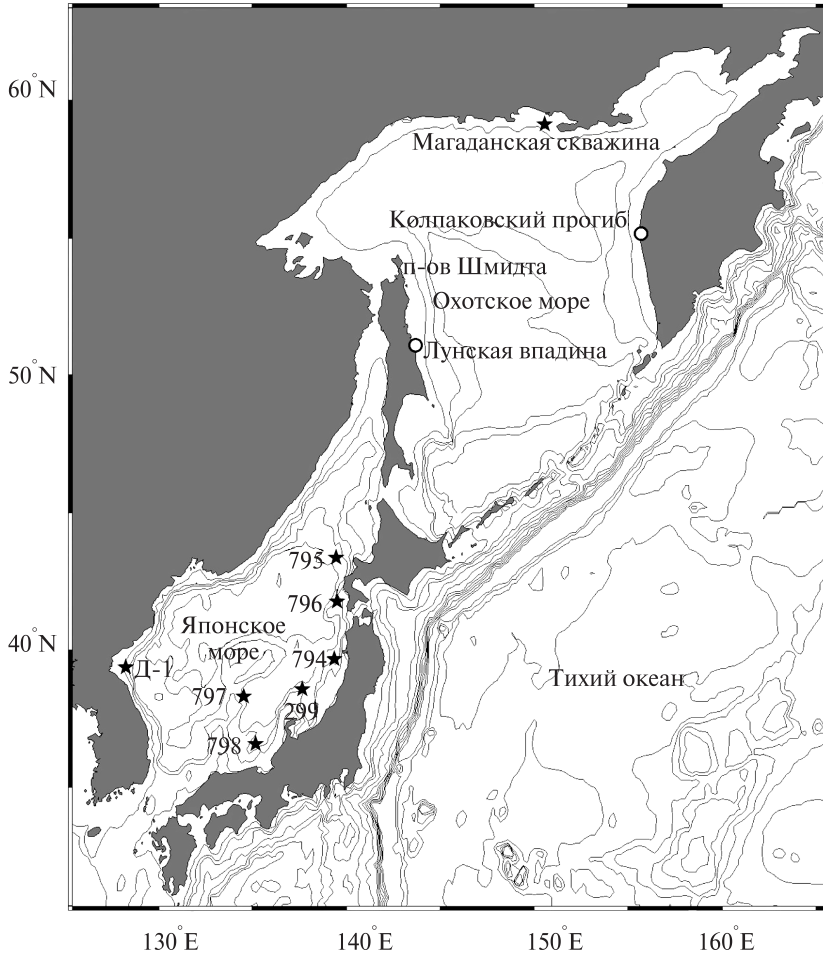 60°N
Магаданская скважина
Колпаковский прогиб
п-ов Шмидта
Охотское море
Лунская впадина
50°N
795
796
Японское
море
794
40°N
Д-1
Тихий океан
797
299
798
130°E
140°E
150°E
160°E